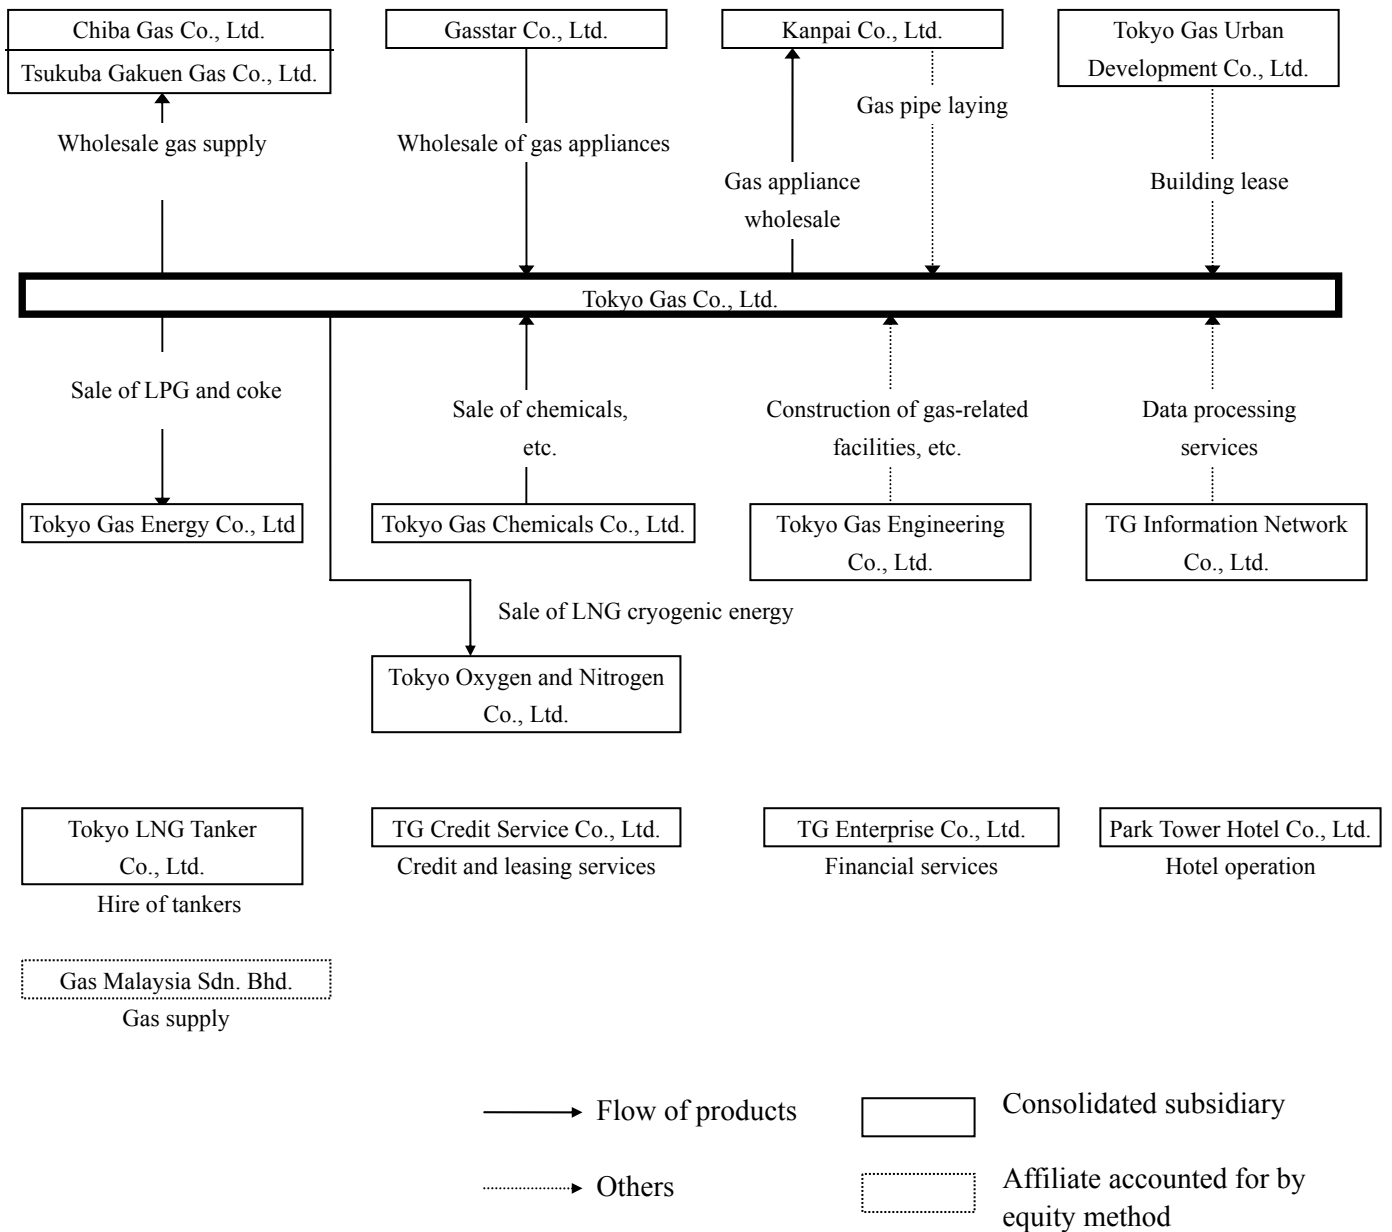 Chiba Gas Co., Ltd.
Tsukuba Gakuen Gas Co., Ltd.
Gasstar Co., Ltd.
Kanpai Co., Ltd.
Tokyo Gas Urban
Development Co., Ltd.
Wholesale gas supply
Wholesale of gas appliances
Gas appliance
wholesale
Gas pipe laying
Building lease
Tokyo Gas Co., Ltd.
Sale of LPG and coke
Sale of chemicals,
etc.
Construction of gas-related
facilities, etc.
Data processing
services
Tokyo Gas Energy Co., Ltd
Tokyo Gas Chemicals Co., Ltd.
Tokyo Gas Engineering
Co., Ltd.
TG Information Network
Co., Ltd.
Sale of LNG cryogenic energy
Tokyo Oxygen and Nitrogen
Co., Ltd.
Tokyo LNG Tanker
Co., Ltd.
Hire of tankers
TG Credit Service Co., Ltd.
Credit and leasing services
TG Enterprise Co., Ltd.
Financial services
Park Tower Hotel Co., Ltd.
Hotel operation
Gas Malaysia Sdn. Bhd.
Gas supply
Flow of products
Consolidated subsidiary
Others
Affiliate accounted for by
equity method